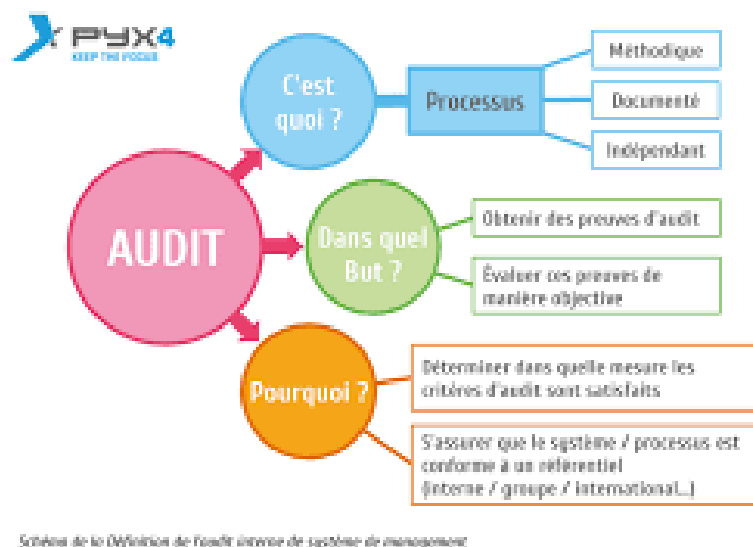 PYX4
KEEP THE FOCUS
C'est
quoi ?
Processus
Méthodique
Documenté
Indépendant
AUDIT
Dans quel
But ?
Obtenir des preuves d'audit
Évaluer ces preuves de
manière objective
Pourquoi ?
Déterminer dans quelle mesure les
critères d'audit sont satisfaits
S'assurer que le système / processus est
conforme à un référentiel
(interne / groupe / international...)
Schéma de la Définition de l'audit interne de système de management